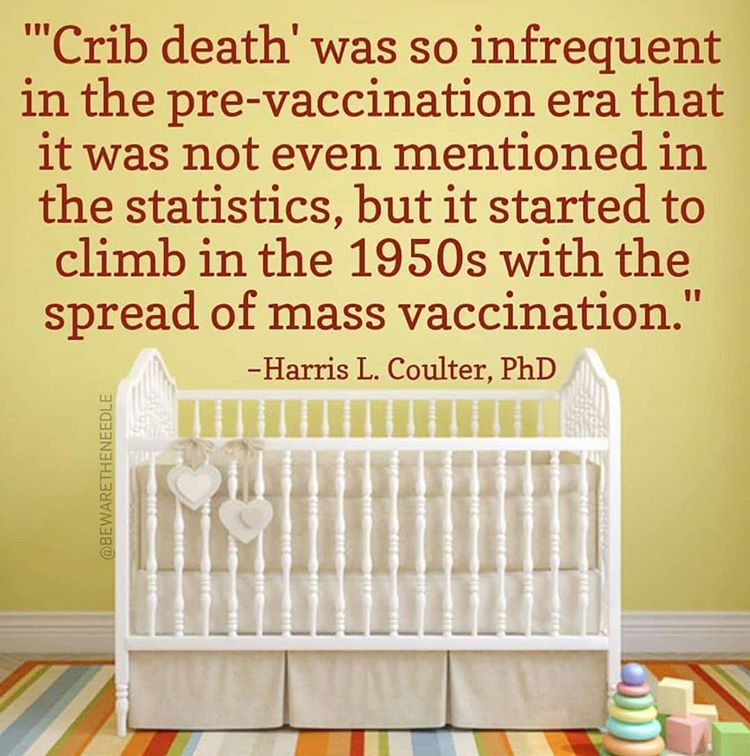 "'Crib death' was so infrequent
in the pre-vaccination era that
it was not even mentioned in
the statistics, but it started to
climb in the 1950s with the
spread of mass vaccination."
-Harris L. Coulter, PhD
@BEWARETHENEEDLE